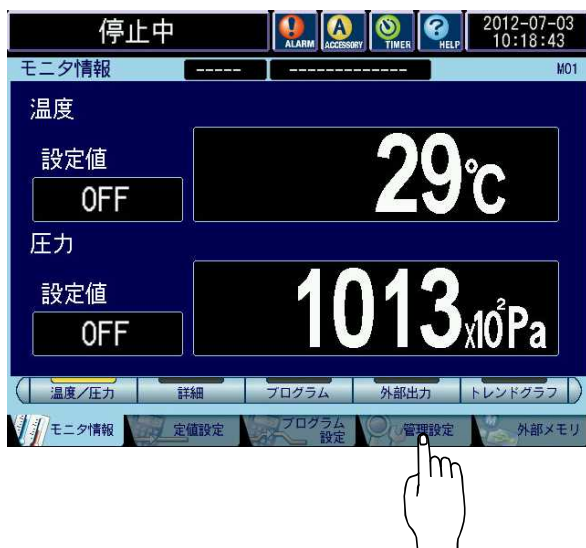 停止中
ALARM
ACCESSORY
TIMER
HELP
2012-07-03
10:18:43
モニタ情報
-----
-------------
M01
温度
設定値
OFF
29℃
圧力
設定値
OFF
1013x10²Pa
温度/圧力
詳細
プログラム
外部出力
トレンドグラフ
モニタ情報
定値設定
プログラム
設定
管理設定
外部メモリ